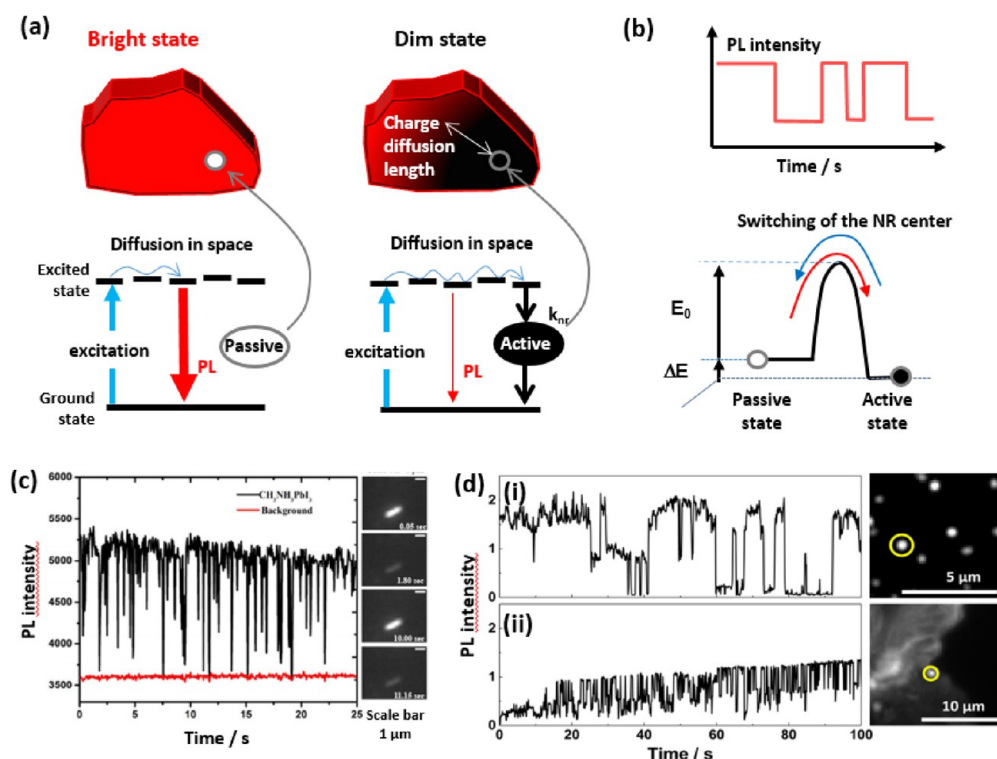 (a)
Bright state
Dim state
Charge
diffusion
length
Diffusion in space
Excited
state
excitation
PL
Passive
Ground
state
Diffusion in space
k_nr
excitation
PL
Active
(b)
PL intensity
Time / s
Switching of the NR center
E₀
ΔE
Passive
state
Active
state
(c)
PL intensity
6000
5500
5000
4500
4000
3500
CH₃NH₃PbI₃
Background
0 5 10 15 20 25
Time / s
0.05 sec
1.80 sec
10.00 sec
11.16 sec
Scale bar
1 µm
(d)
(i)
PL intensity
2
1
0
5 µm
(ii)
2
1
0
0 20 40 60 80 100
Time / s
10 µm